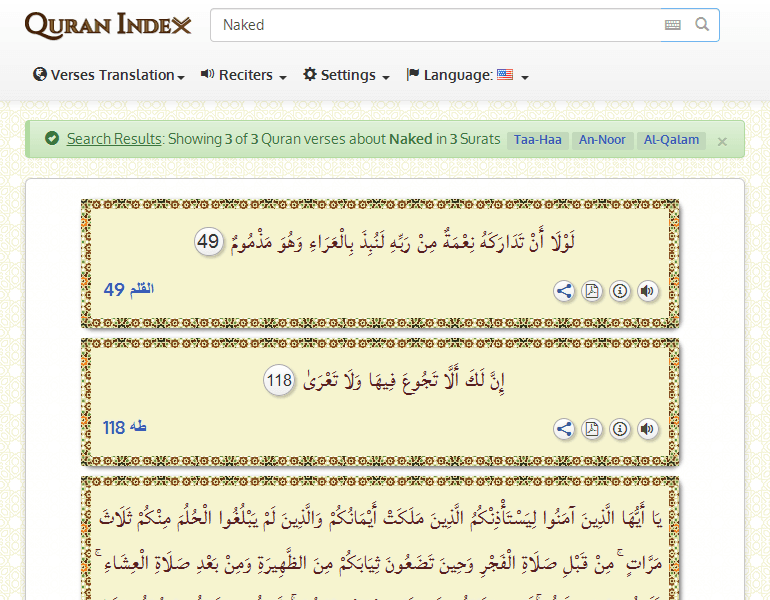 QURAN INDEX
Naked
Verses Translation Reciters Settings Language:
Search Results: Showing 3 of 3 Quran verses about Naked in 3 Surats Taa-Haa An-Noor Al-Qalam ×
لَوْلَا أَنْ تَدَارَكَهُ نِعْمَةٌ مِنْ رَبِّهِ لَنُبِذَ بِالْعَرَاءِ وَهُوَ مَذْمُومٌ 49
القلم 49
إِنَّ لَكَ أَلَّا تَجُوعَ فِيهَا وَلَا تَعْرَىٰ 118
طه 118
يَا أَيُّهَا الَّذِينَ آمَنُوا لِيَسْتَأْذِنْكُمُ الَّذِينَ مَلَكَتْ أَيْمَانُكُمْ وَالَّذِينَ لَمْ يَبْلُغُوا الْحُلُمَ مِنْكُمْ ثَلَاثَ
مَرَّاتٍ ۚ مِنْ قَبْلِ صَلَاةِ الْفَجْرِ وَحِينَ تَضَعُونَ ثِيَابَكُمْ مِنَ الظَّهِيرَةِ وَمِنْ بَعْدِ صَلَاةِ الْعِشَاءِ ۚ